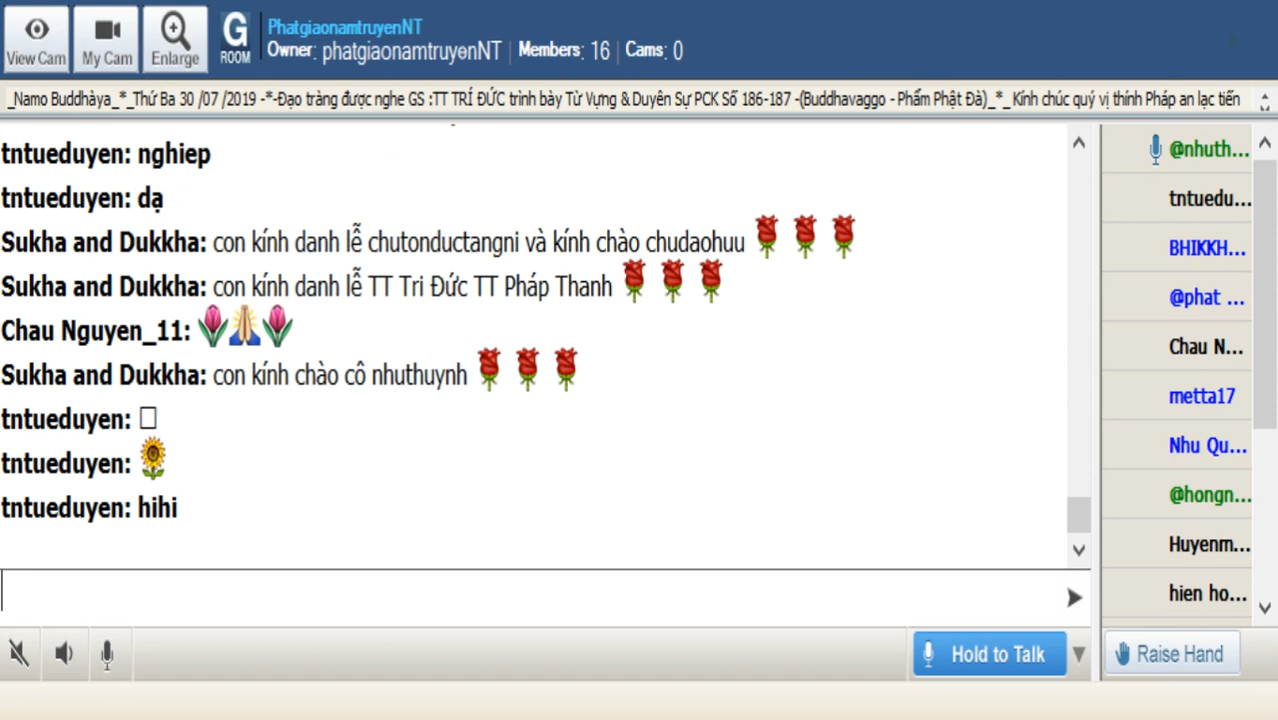 View Cam
My Cam
Enlarge
G
ROOM
PhatgiaonamtruyenNT
Owner: phatgiaonamtruyenNT | Members: 16 | Cams: 0
_Namo Buddhàya_*_Thứ Ba 30 /07 /2019 -*-Đạo tràng được nghe GS :TT TRÍ ĐỨC trình bày Từ Vựng & Duyên Sự PCK Số 186-187 -(Buddhavaggo - Phẩm Phật Đà)_*_ Kính chúc quý vị thính Pháp an lạc tiến
tntueduyen: nghiep
tntueduyen: dạ
Sukha and Dukkha: con kính danh lễ chutonductangni và kính chào chudaohuu
Sukha and Dukkha: con kính danh lễ TT Tri Đức TT Pháp Thanh
Chau Nguyen_11:
Sukha and Dukkha: con kính chào cô nhuthuynh
tntueduyen:
tntueduyen:
tntueduyen: hihi
@nhuth...
tntuedu...
BHIKKH...
@phat ...
Chau N...
metta17
Nhu Qu...
@hongn...
Huyenm...
hien ho...
Hold to Talk
Raise Hand